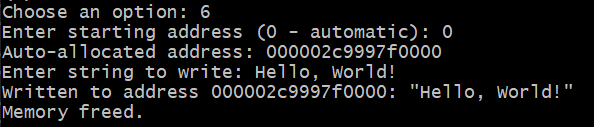 Choose an option: 6
Enter starting address (0 - automatic): 0
Auto-allocated address: 000002c9997f0000
Enter string to write: Hello, World!
Written to address 000002c9997f0000: "Hello, World!"
Memory freed.